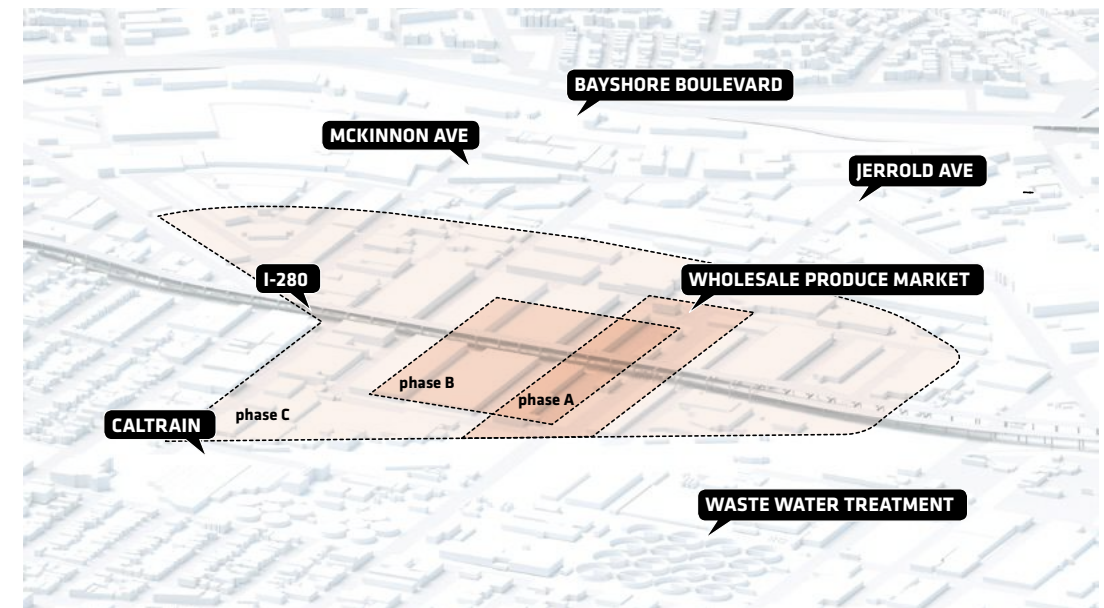 BAYSHORE BOULEVARD
MCKINNON AVE
JERROLD AVE
I-280
WHOLESALE PRODUCE MARKET
phase B
phase A
phase C
CALTRAIN
WASTE WATER TREATMENT